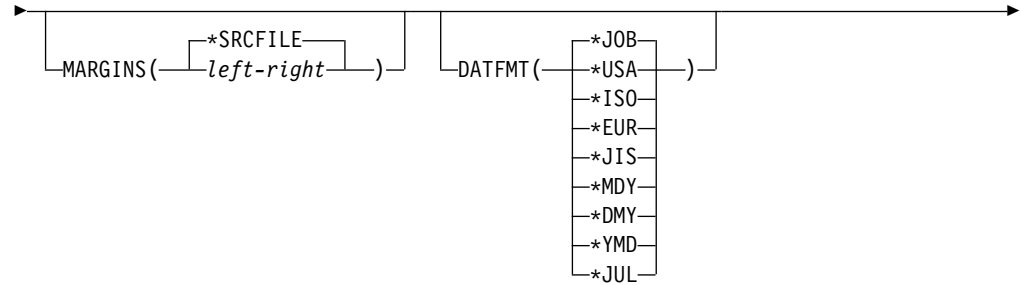 *SRCFILE
MARGINS( left-right )
*JOB
DATFMT( *USA )
*ISO
*EUR
*JIS
*MDY
*DMY
*YMD
*JUL